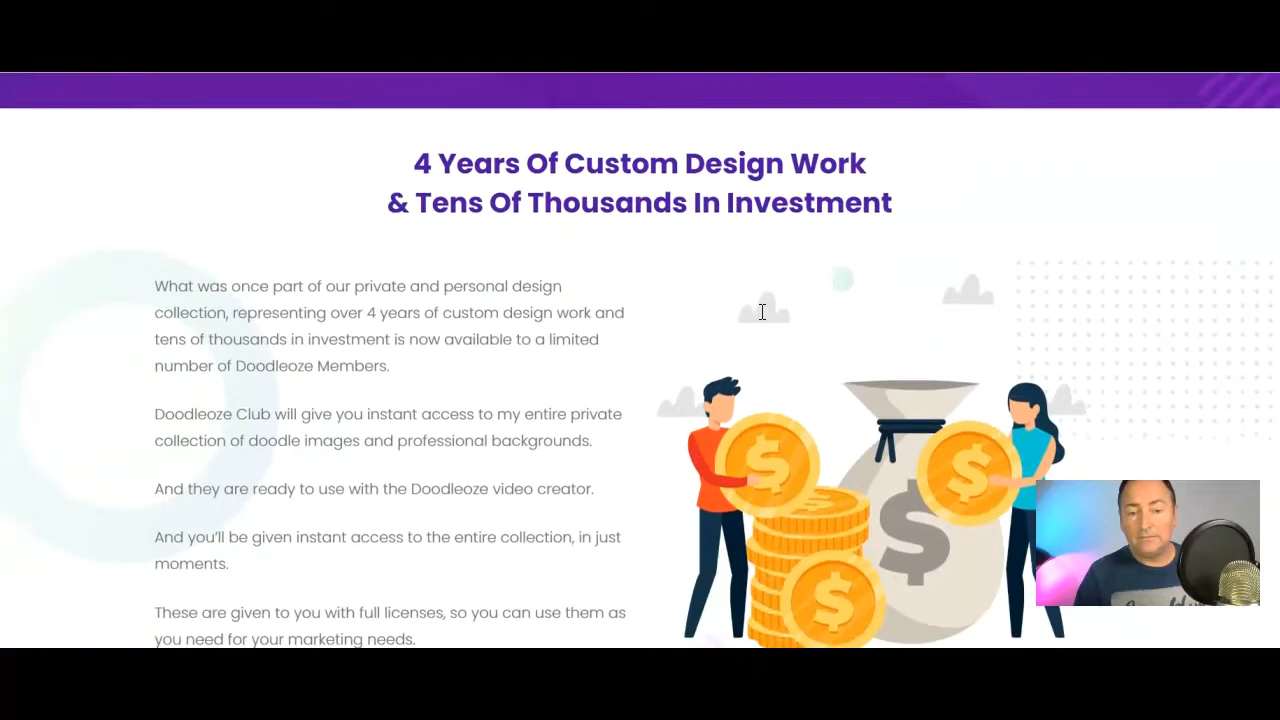 4 Years Of Custom Design Work
& Tens Of Thousands In Investment
What was once part of our private and personal design
collection, representing over 4 years of custom design work and
tens of thousands in investment is now available to a limited
number of Doodleoze Members.
Doodleoze Club will give you instant access to my entire private
collection of doodle images and professional backgrounds.
And they are ready to use with the Doodleoze video creator.
And you’ll be given instant access to the entire collection, in just
moments.
These are given to you with full licenses, so you can use them as
you need for your marketing needs.
$
$
$
$